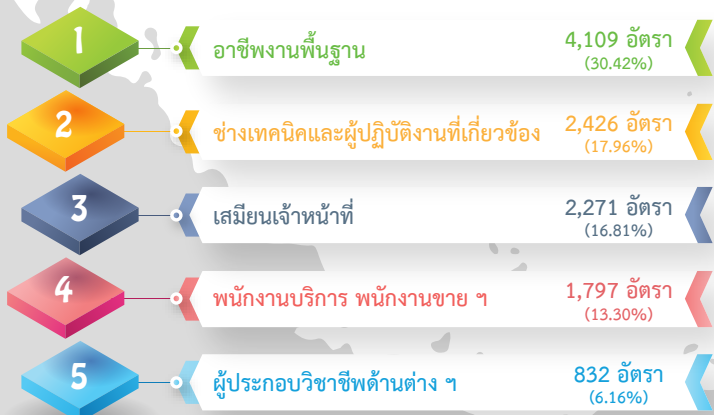 1
อาชีพงานพื้นฐาน
4,109 อัตรา
(30.42%)
2
ช่างเทคนิคและผู้ปฏิบัติงานที่เกี่ยวข้อง
2,426 อัตรา
(17.96%)
3
เสมียนเจ้าหน้าที่
2,271 อัตรา
(16.81%)
4
พนักงานบริการ พนักงานขาย ฯ
1,797 อัตรา
(13.30%)
5
ผู้ประกอบวิชาชีพด้านต่าง ฯ
832 อัตรา
(6.16%)